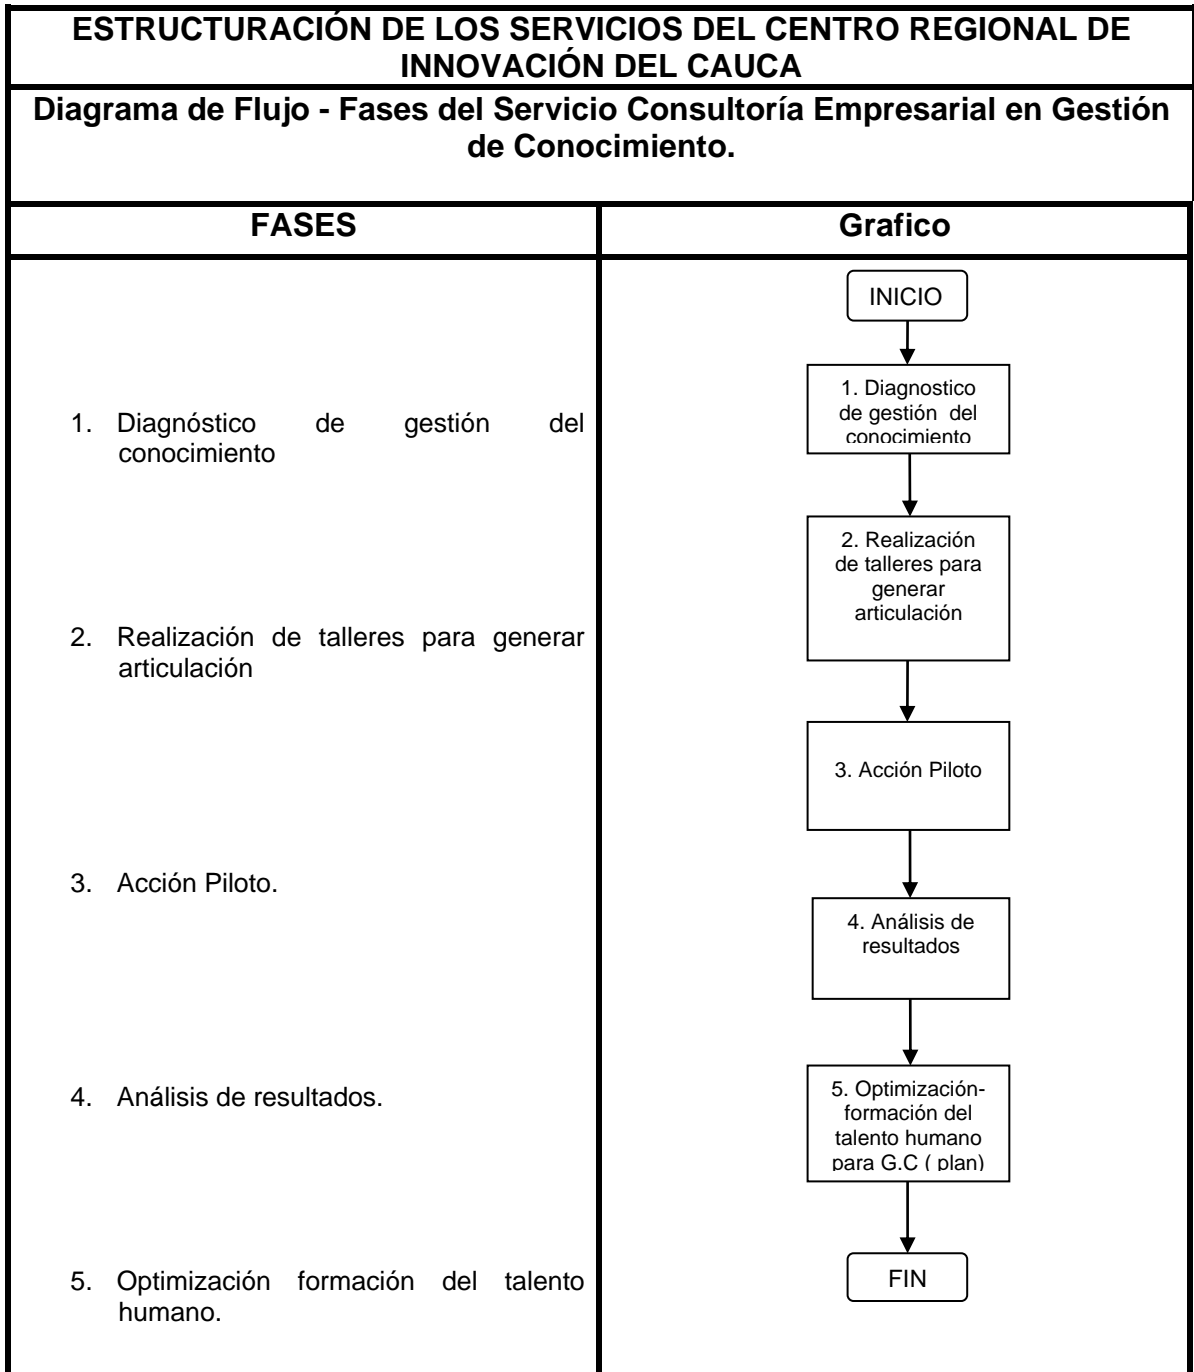 ESTRUCTURACIÓN DE LOS SERVICIOS DEL CENTRO REGIONAL DE
INNOVACIÓN DEL CAUCA
Diagrama de Flujo - Fases del Servicio Consultoría Empresarial en Gestión
de Conocimiento.
FASES
Grafico
1. Diagnóstico de gestión del
conocimiento
2. Realización de talleres para generar
articulación
3. Acción Piloto.
4. Análisis de resultados.
5. Optimización formación del talento
humano.
INICIO
1. Diagnostico
de gestión del
conocimiento
2. Realización
de talleres para
generar
articulación
3. Acción Piloto
4. Análisis de
resultados
5. Optimización-
formación del
talento humano
para G.C ( plan)
FIN